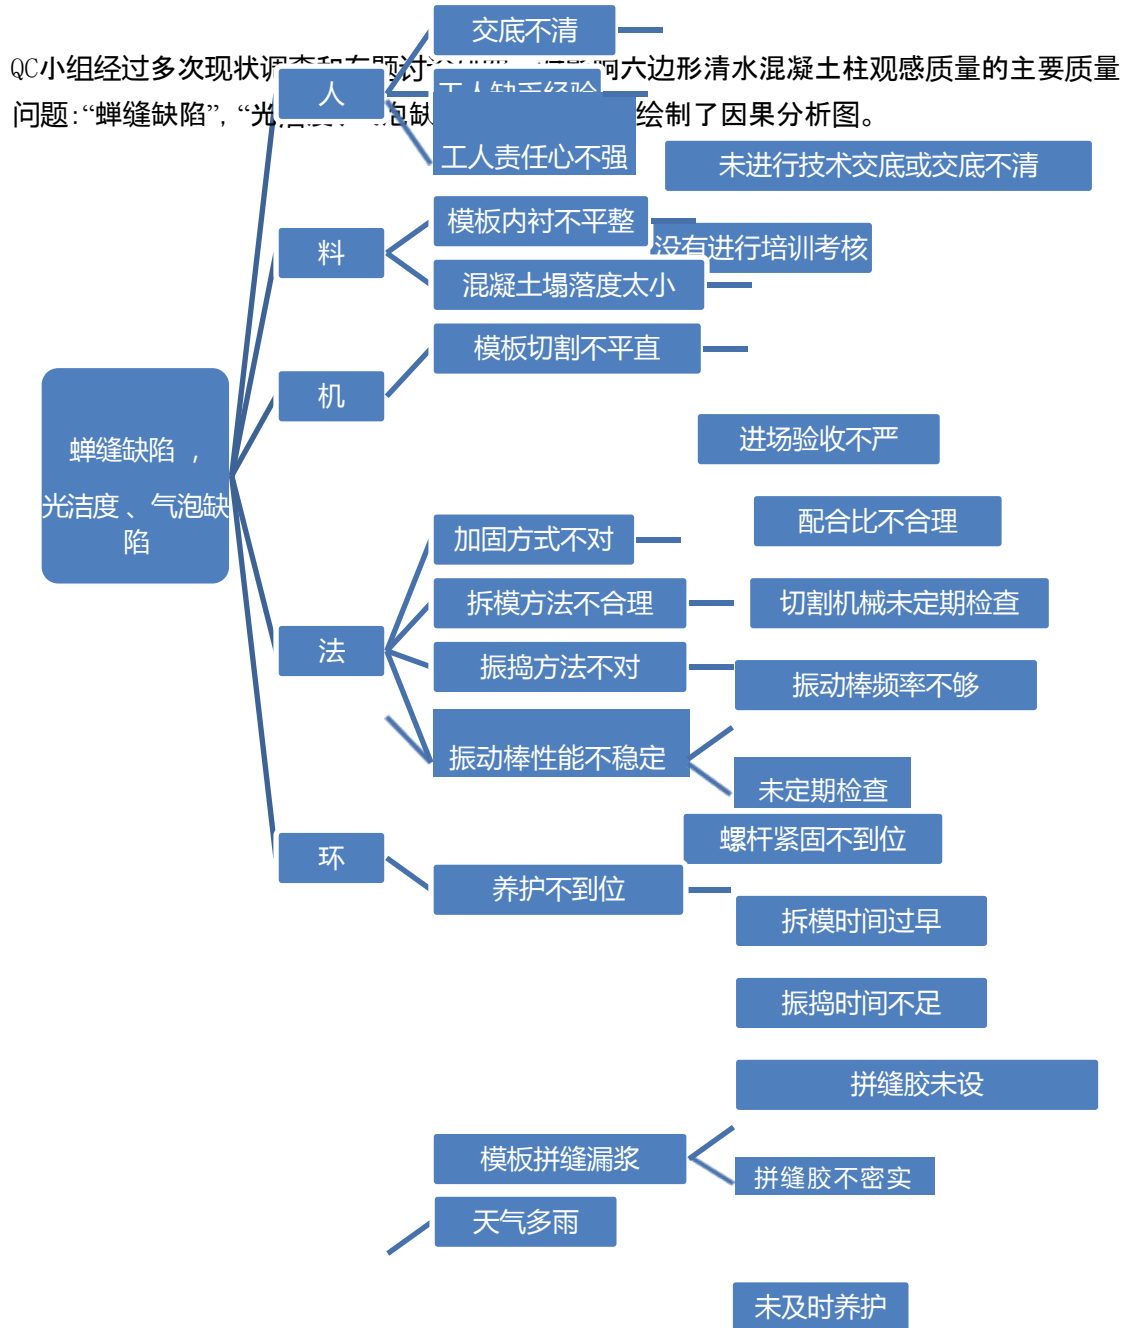 交底不清
QC小组经过多次现状调查和专题讨 响六边形清水混凝土柱观感质量的主要质量
人
工人缺乏经验
问题:“蝉缝缺陷”, “光洁度、气泡缺 绘制了因果分析图。
工人责任心不强
未进行技术交底或交底不清
模板内衬不平整
料
没有进行培训考核
混凝土塌落度太小
模板切割不平直
机
进场验收不严
蝉缝缺陷 ,
光洁度 、气泡缺
陷
配合比不合理
加固方式不对
拆模方法不合理
切割机械未定期检查
法
振捣方法不对
振动棒频率不够
振动棒性能不稳定
未定期检查
螺杆紧固不到位
环
养护不到位
拆模时间过早
振捣时间不足
拼缝胶未设
模板拼缝漏浆
拼缝胶不密实
天气多雨
未及时养护